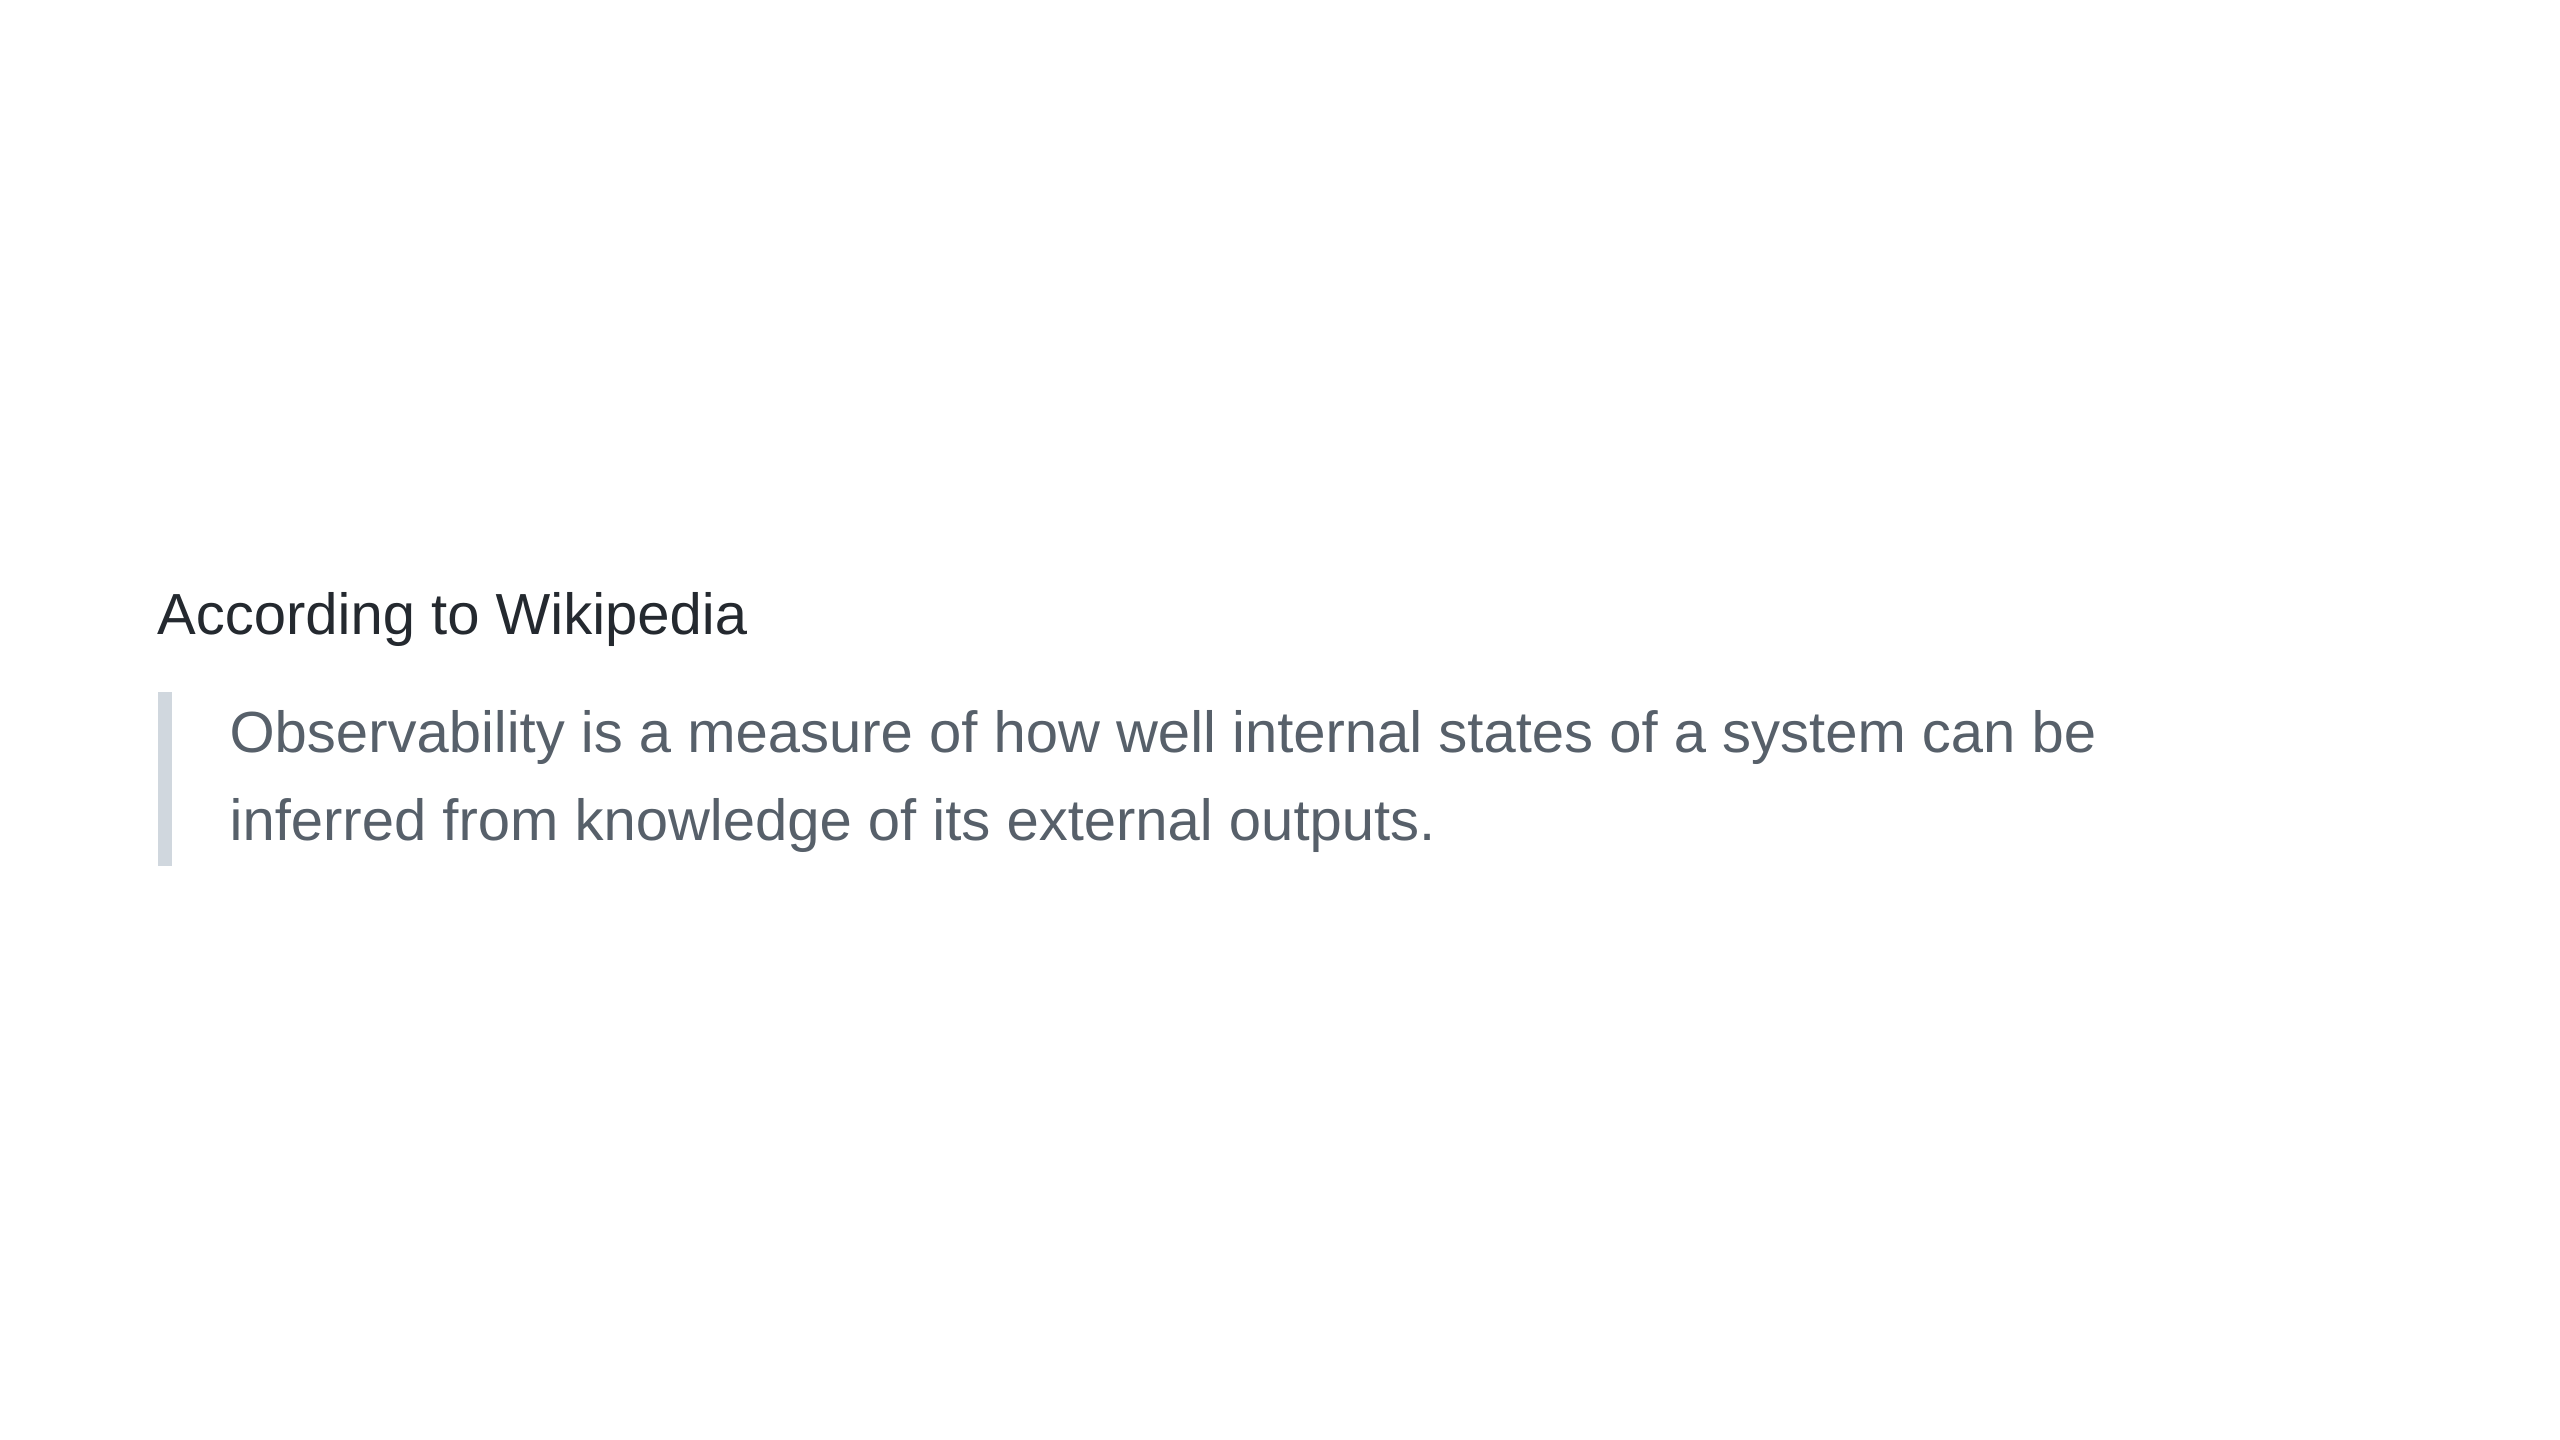 According to Wikipedia
Observability is a measure of how well internal states of a system can be
inferred from knowledge of its external outputs.